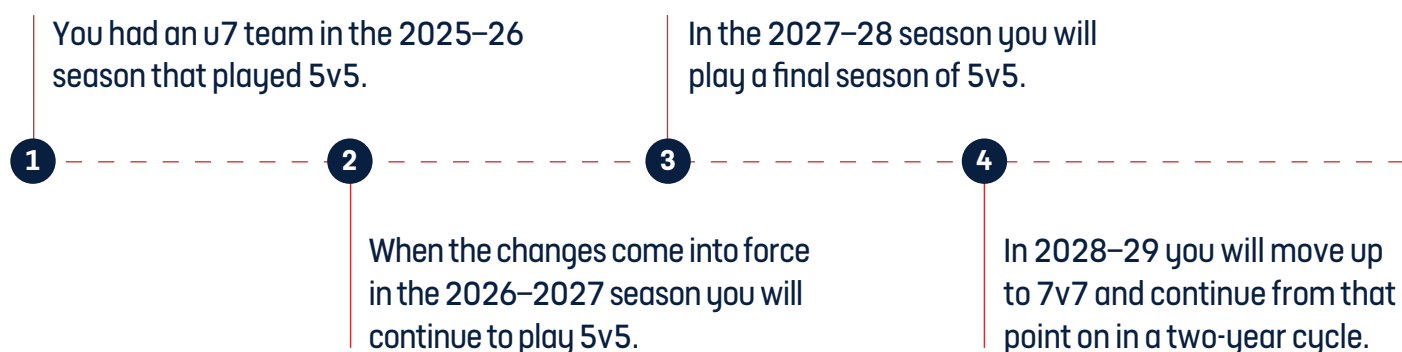 You had an u7 team in the 2025–26
season that played 5v5.
In the 2027–28 season you will
play a final season of 5v5.
1
2
3
4
When the changes come into force
in the 2026–2027 season you will
continue to play 5v5.
In 2028–29 you will move up
to 7v7 and continue from that
point on in a two-year cycle.